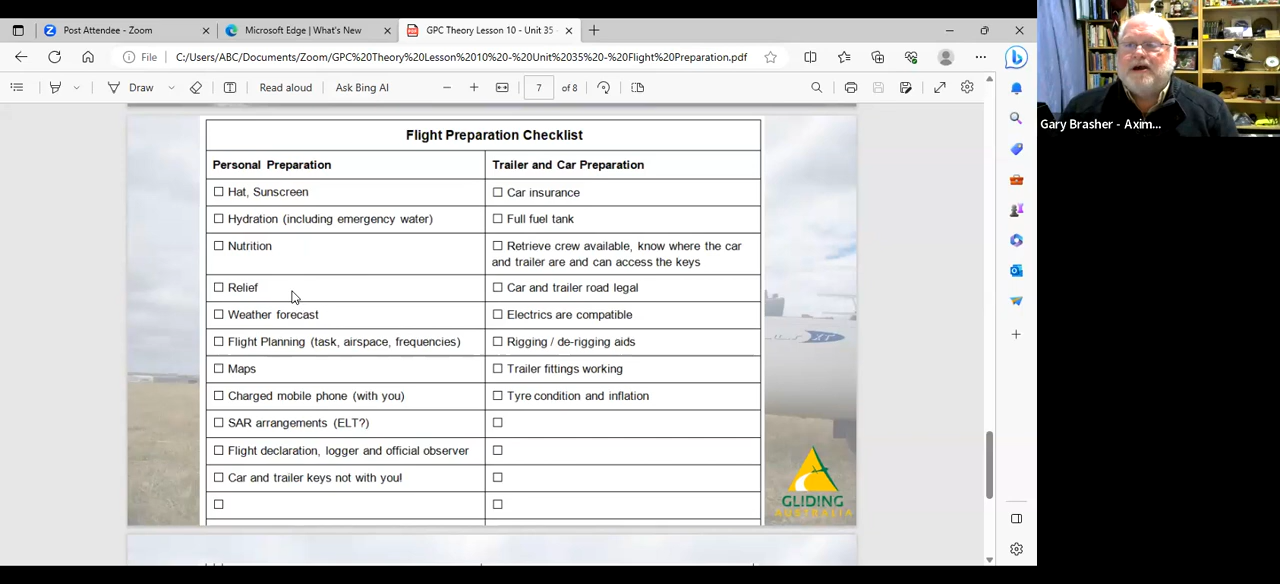 Post Attendee - Zoom
Microsoft Edge | What's New
GPC Theory Lesson 10 - Unit 35
File
C:/Users/ABC/Documents/Zoom/GPC%20Theory%20Lesson%2010%20-%20Unit%2035%20-%20Flight%20Preparation.pdf
Draw
Read aloud
Ask Bing AI
7
of 8
Gary Brasher - Axim...
Flight Preparation Checklist
Personal Preparation
Trailer and Car Preparation
Hat, Sunscreen
Car insurance
Hydration (including emergency water)
Full fuel tank
Nutrition
Retrieve crew available, know where the car
and trailer are and can access the keys
Relief
Car and trailer road legal
Weather forecast
Electrics are compatible
Flight Planning (task, airspace, frequencies)
Rigging / de-rigging aids
Maps
Trailer fittings working
Charged mobile phone (with you)
Tyre condition and inflation
SAR arrangements (ELT?)
Flight declaration, logger and official observer
Car and trailer keys not with you!
XT
GLIDING
AUSTRALIA